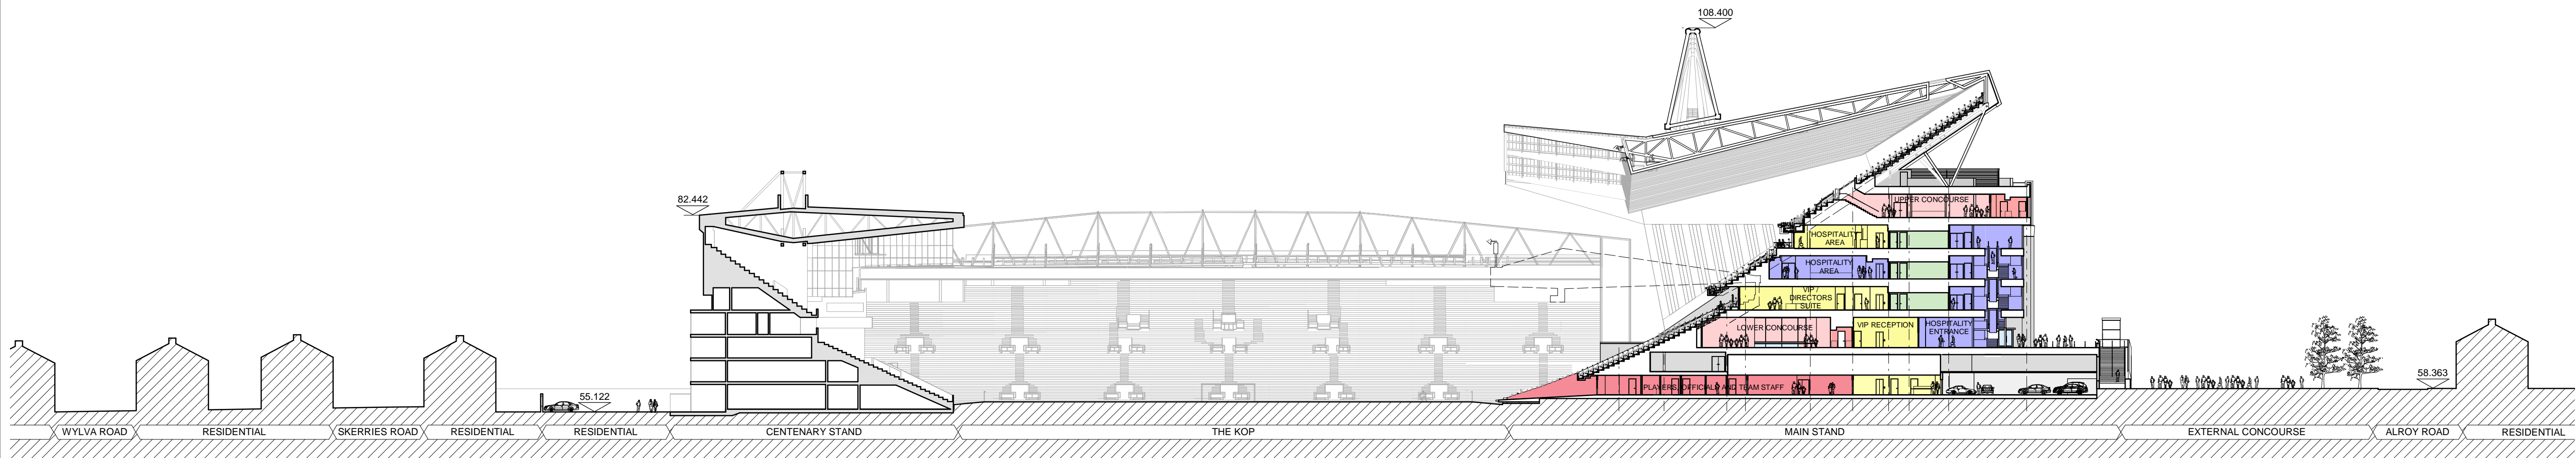 108.400
82.442
UPPER CONCOURSE
HOSPITALITY
AREA
HOSPITALITY
AREA
VIP /
DIRECTORS
SUITE
LOWER CONCOURSE
VIP RECEPTION
HOSPITALITY
ENTRANCE
PLAYERS, OFFICIALS AND TEAM STAFF
55.122
58.363
WYLVA ROAD
RESIDENTIAL
SKERRIES ROAD
RESIDENTIAL
RESIDENTIAL
CENTENARY STAND
THE KOP
MAIN STAND
EXTERNAL CONCOURSE
ALROY ROAD
RESIDENTIAL